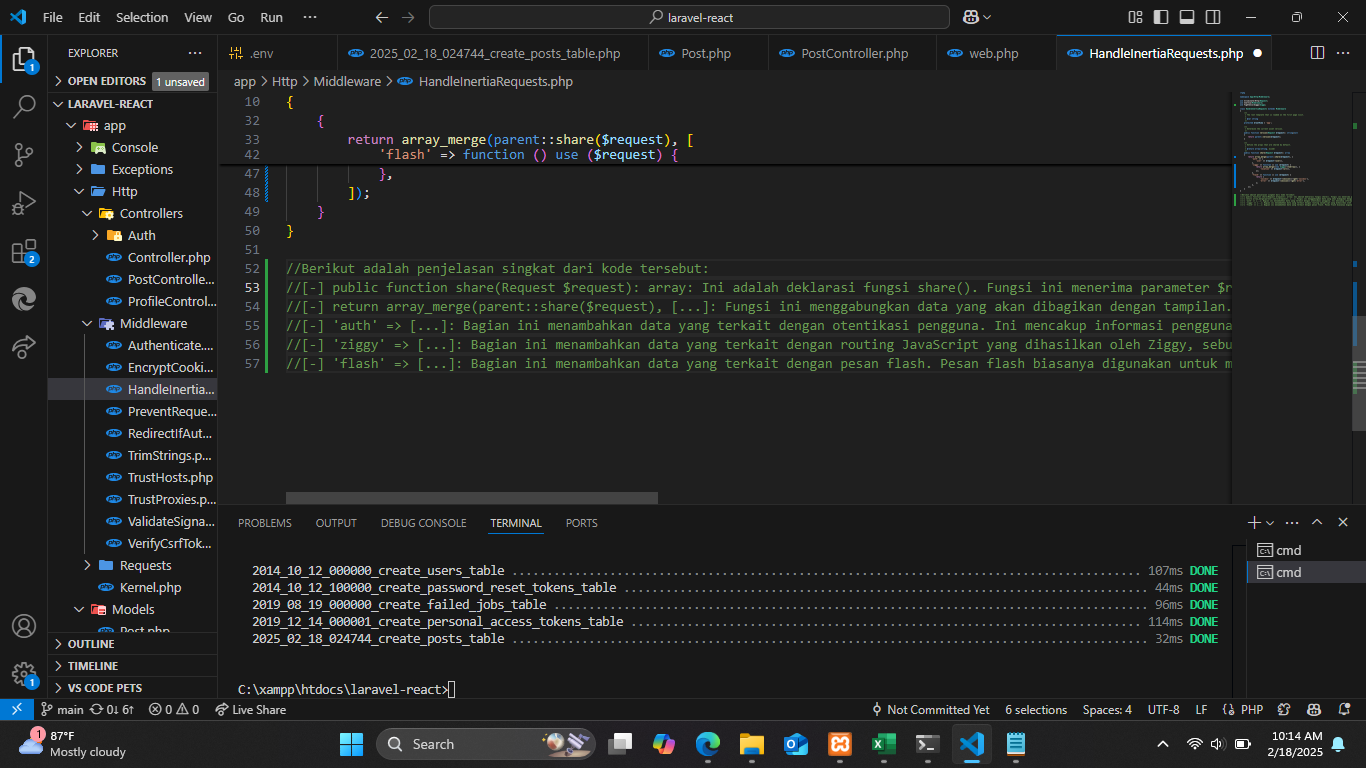 File Edit Selection View Go Run ··· laravel-react
EXPLORER ···
OPEN EDITORS 1 unsaved
LARAVEL-REACT
app
Console
Exceptions
Http
Controllers
Auth
Controller.php
PostControlle...
ProfileControl...
Middleware
Authenticate....
EncryptCooki...
HandleInertia...
PreventReque...
RedirectIfAut...
TrimStrings.p...
TrustHosts.php
TrustProxies.p...
ValidateSigna...
VerifyCsrfTok...
Requests
Kernel.php
Models
Post.php
OUTLINE
TIMELINE
VS CODE PETS
.env 2025_02_18_024744_create_posts_table.php Post.php PostController.php web.php HandleInertiaRequests.php
app > Http > Middleware > HandleInertiaRequests.php
10 {
32 {
33 return array_merge(parent::share($request), [
42 'flash' => function () use ($request) {
47 },
48 ]);
49 }
50 }
51
52 //Berikut adalah penjelasan singkat dari kode tersebut:
53 //[-] public function share(Request $request): array: Ini adalah deklarasi fungsi share(). Fungsi ini menerima parameter $r
54 //[-] return array_merge(parent::share($request), [...]: Fungsi ini menggabungkan data yang akan dibagikan dengan tampilan.
55 //[-] 'auth' => [...]: Bagian ini menambahkan data yang terkait dengan otentikasi pengguna. Ini mencakup informasi pengguna
56 //[-] 'ziggy' => [...]: Bagian ini menambahkan data yang terkait dengan routing JavaScript yang dihasilkan oleh Ziggy, sebu
57 //[-] 'flash' => [...]: Bagian ini menambahkan data yang terkait dengan pesan flash. Pesan flash biasanya digunakan untuk m
PROBLEMS OUTPUT DEBUG CONSOLE TERMINAL PORTS
cmd
cmd
2014_10_12_000000_create_users_table ................ 107ms DONE
2014_10_12_100000_create_password_reset_tokens_table ................ 44ms DONE
2019_08_19_000000_create_failed_jobs_table ................ 96ms DONE
2019_12_14_000001_create_personal_access_tokens_table ................ 114ms DONE
2025_02_18_024744_create_posts_table ................ 32ms DONE
C:\xampp\htdocs\laravel-react>
main 0↓ 6↑ 0 0 Live Share Not Committed Yet 6 selections Spaces: 4 UTF-8 LF {} PHP
1 87°F
Mostly cloudy
Search
10:14 AM
2/18/2025